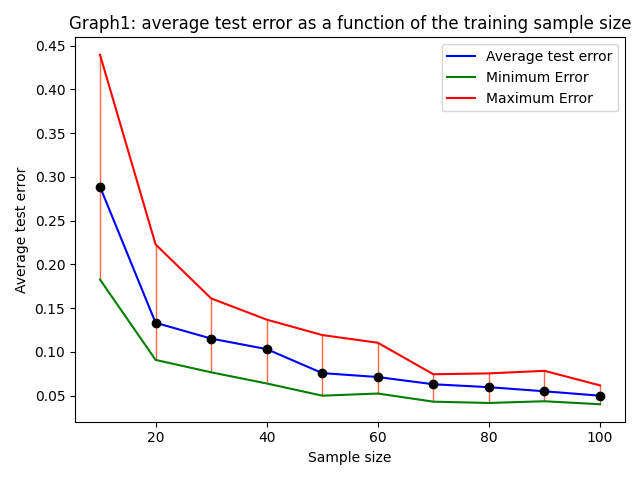 Graph1: average test error as a function of the training sample size
0.45
0.40
0.35
0.30
0.25
0.20
0.15
0.10
0.05
Average test error
Average test error
Minimum Error
Maximum Error
20
40
60
80
100
Sample size